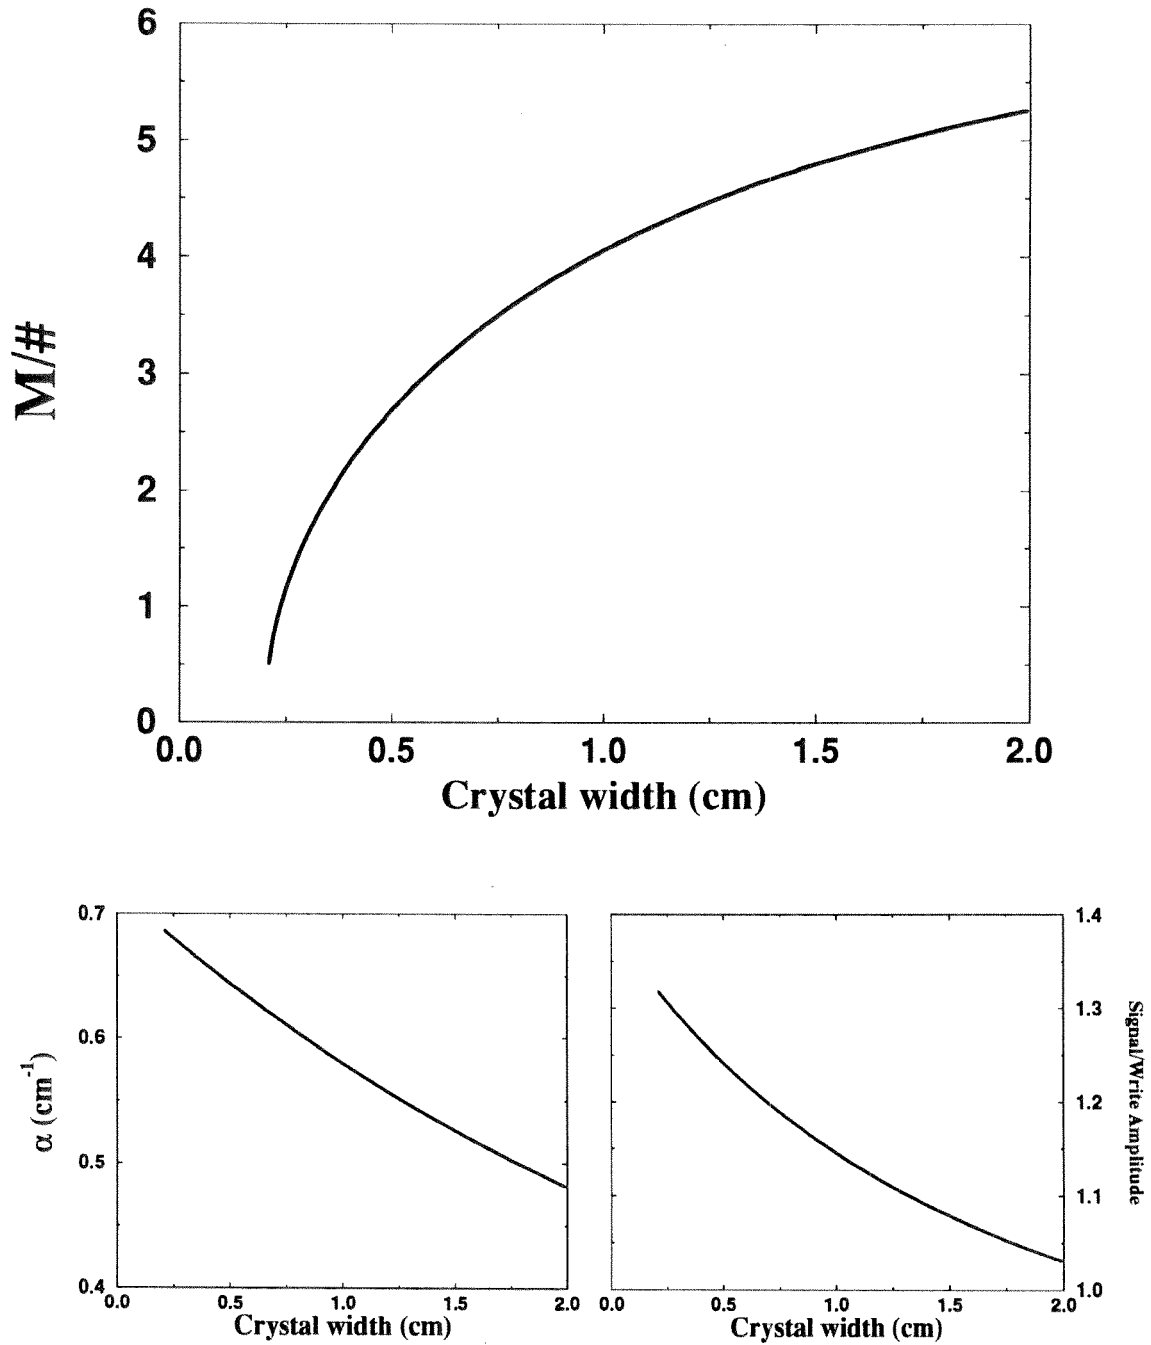 6
5
4
3
2
1
0
M/#
0.0 0.5 1.0 1.5 2.0
Crystal width (cm)
0.7
0.6
0.5
0.4
α (cm⁻¹)
0.0 0.5 1.0 1.5 2.0
Crystal width (cm)
1.4
1.3
1.2
1.1
1.0
Signal/Write Amplitude
0.0 0.5 1.0 1.5 2.0
Crystal width (cm)